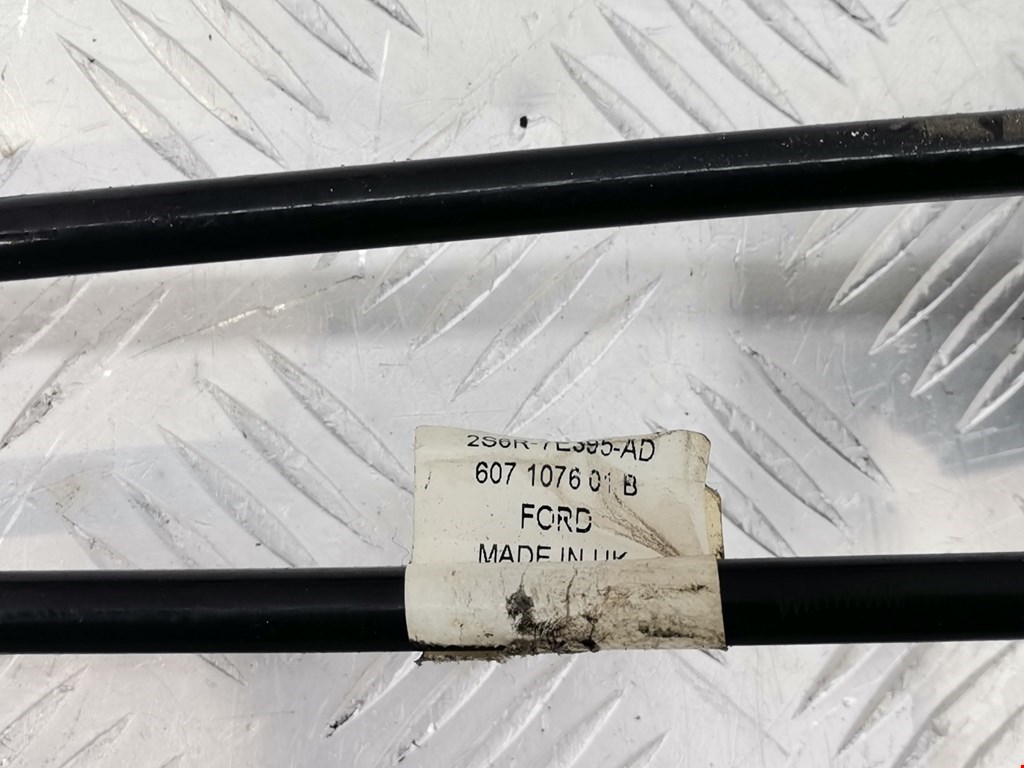 2S6R-7E395-AD
607 1076 01 B
FORD
MADE IN UK